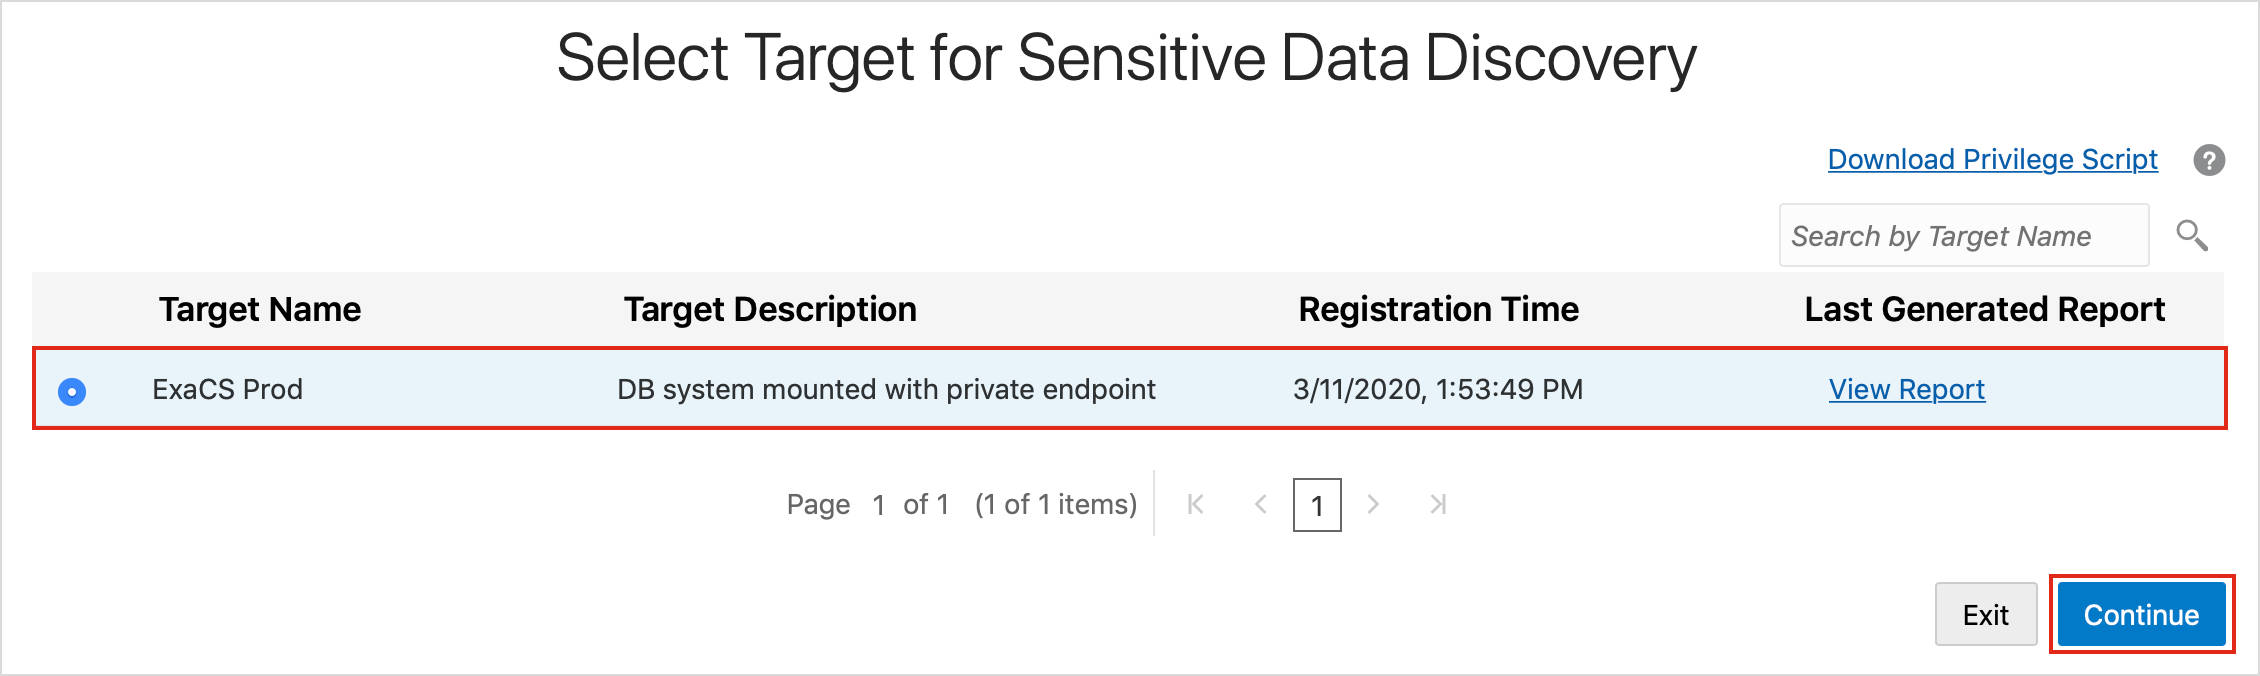 Select Target for Sensitive Data Discovery
Download Privilege Script ?
Search by Target Name
Target Name Target Description Registration Time Last Generated Report
ExaCS Prod DB system mounted with private endpoint 3/11/2020, 1:53:49 PM View Report
Page 1 of 1 (1 of 1 items) 1
Exit Continue